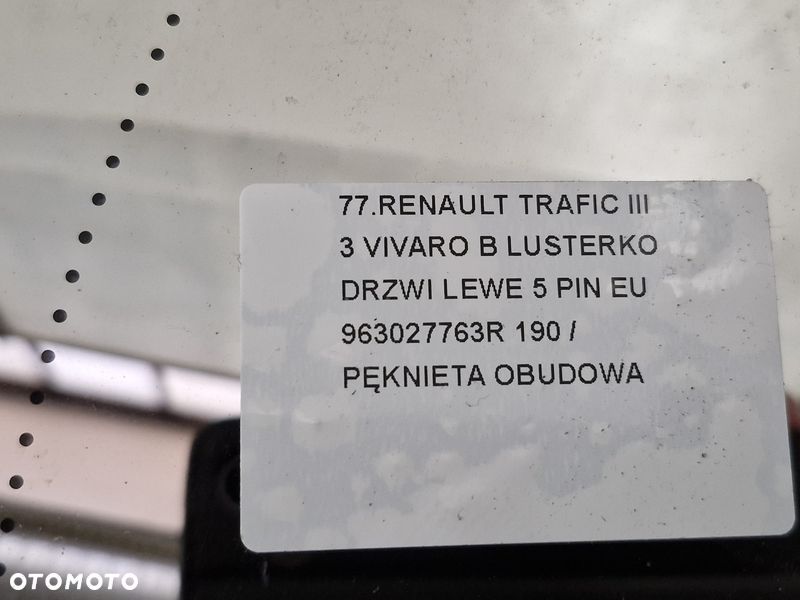 77.RENAULT TRAFIC III
3 VIVARO B LUSTERKO
DRZWI LEWE 5 PIN EU
963027763R 190 /
PĘKNIETA OBUDOWA
OTOMOTO